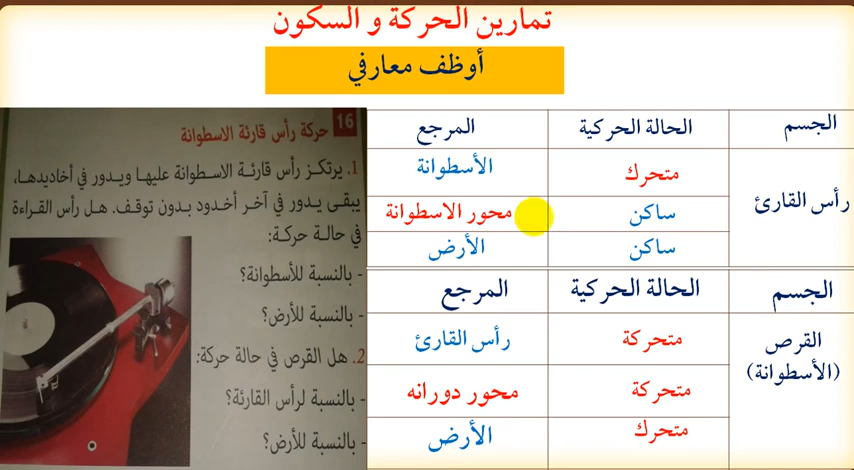 تمارين الحركة و السكون
أوظف معارفي
16 حركة رأس قارئة الاسطوانة
1. يرتكز رأس قارئة الاسطوانة عليها ويدور في أخاديدها،
يبقى يدور في آخر أخدود بدون توقف. هل رأس القراءة
في حالة حركة:
- بالنسبة للأسطوانة؟
- بالنسبة للأرض؟
2. هل القرص في حالة حركة:
- بالنسبة لرأس القارئة؟
- بالنسبة للأرض؟
الجسم الحالة الحركية المرجع
رأس القارئ
متحرك الأسطوانة
ساكن محور الاسطوانة
ساكن الأرض
الجسم الحالة الحركية المرجع
القرص
(الأسطوانة)
متحركة رأس القارئ
متحركة محور دورانه
متحرك الأرض